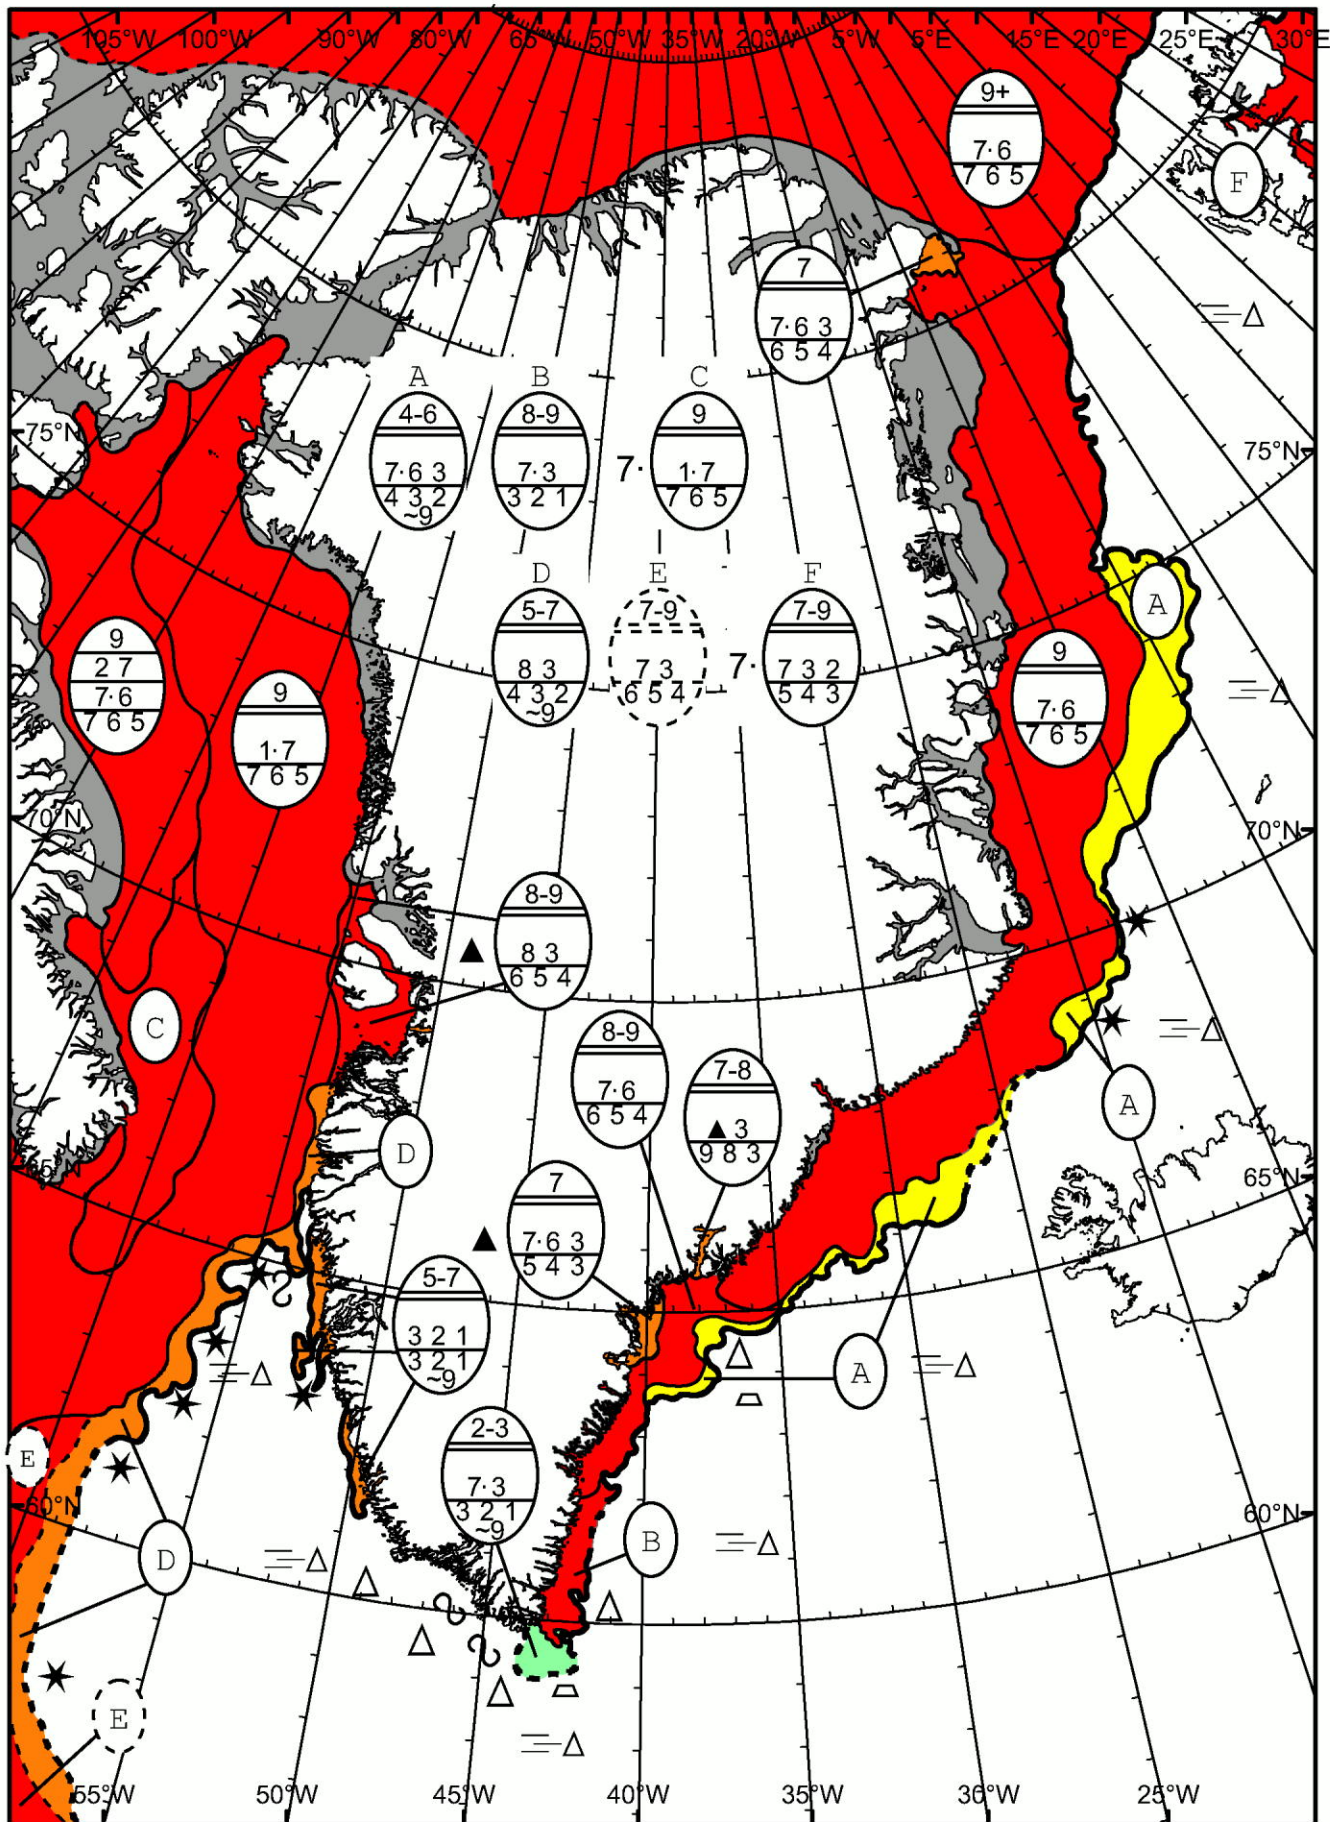 105°W 100°W 90°W 80°W 65°W 50°W 35°W 20°W 5°W 5°E 15°E 20°E 25°E 30°E
9+
7·6
7 6 5
F
7
7·6 3
6 5 4
A
4-6
7·6 3
4 3 2
~9
B
8-9
7·3
3 2 1
C
9
7· 1·7
7 6 5
75°N
75°N
D
5-7
8 3
4 3 2
~9
E
7-9
7 3
6 5 4
F
7-9
7· 7 3 2
5 4 3
A
9
2 7
7·6
7 6 5
9
1·7
7 6 5
9
7·6
7 6 5
70°N
70°N
8-9
8 3
6 5 4
C
8-9
7·6
6 5 4
7-8
▲ 3
9 8 3
A
D
65°N
65°N
7
7·6 3
5 4 3
5-7
3 2 1
3 2 1
~9
A
2-3
7·3
3 2 1
~9
E
60°N
60°N
D
B
E
55°W 50°W 45°W 40°W 35°W 30°W 25°W